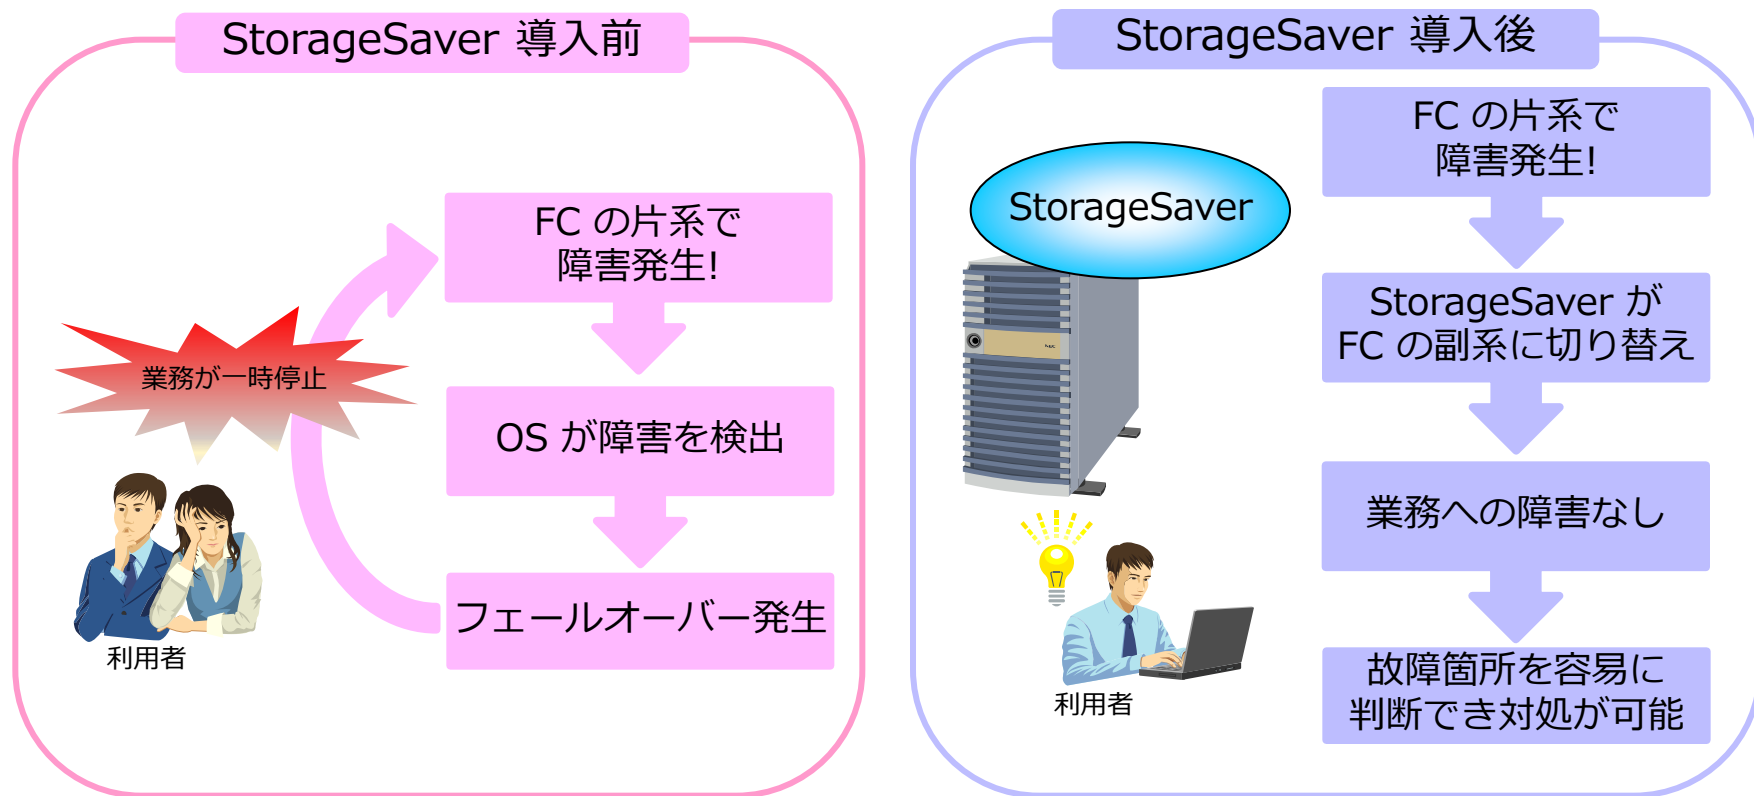 StorageSaver 導入前
FC の片系で
障害発生!
業務が一時停止
OS が障害を検出
フェールオーバー発生
利用者
StorageSaver 導入後
StorageSaver
FC の片系で
障害発生!
StorageSaver が
FC の副系に切り替え
業務への障害なし
故障箇所を容易に
判断でき対処が可能
利用者